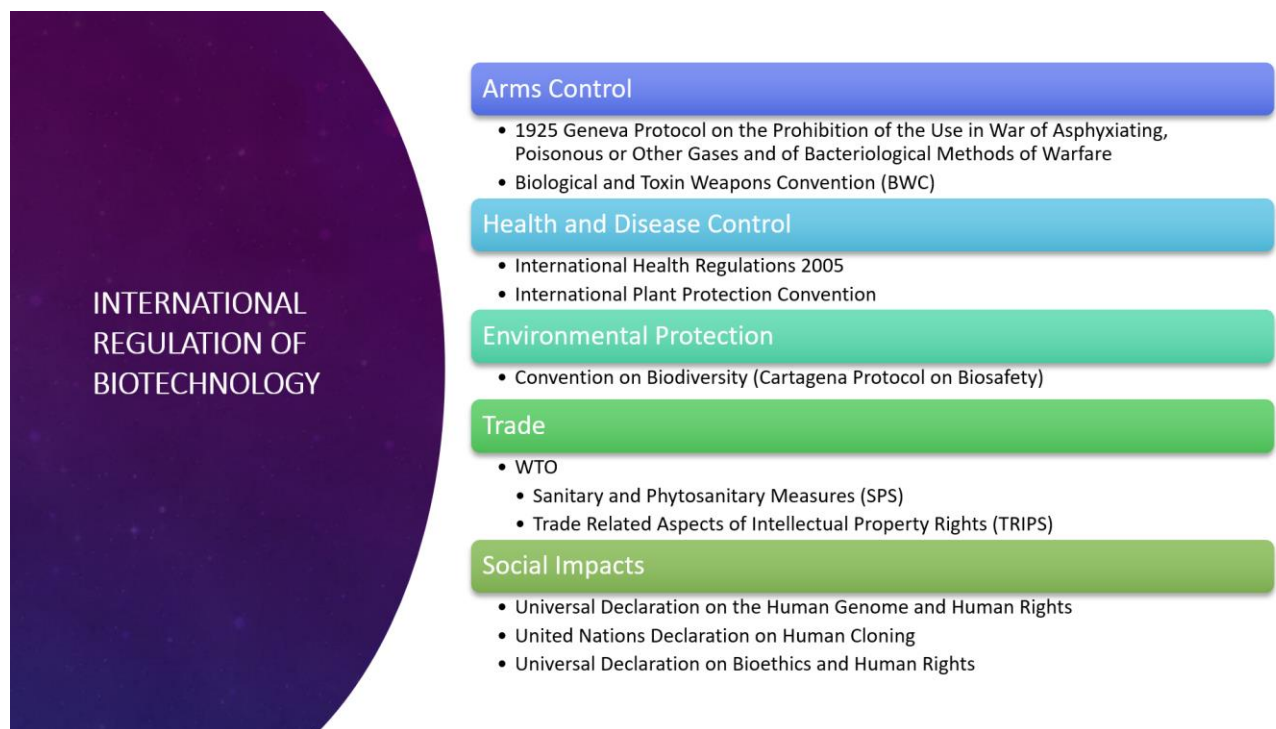 INTERNATIONAL
REGULATION OF
BIOTECHNOLOGY
Arms Control
• 1925 Geneva Protocol on the Prohibition of the Use in War of Asphyxiating,
Poisonous or Other Gases and of Bacteriological Methods of Warfare
• Biological and Toxin Weapons Convention (BWC)
Health and Disease Control
• International Health Regulations 2005
• International Plant Protection Convention
Environmental Protection
• Convention on Biodiversity (Cartagena Protocol on Biosafety)
Trade
• WTO
• Sanitary and Phytosanitary Measures (SPS)
• Trade Related Aspects of Intellectual Property Rights (TRIPS)
Social Impacts
• Universal Declaration on the Human Genome and Human Rights
• United Nations Declaration on Human Cloning
• Universal Declaration on Bioethics and Human Rights